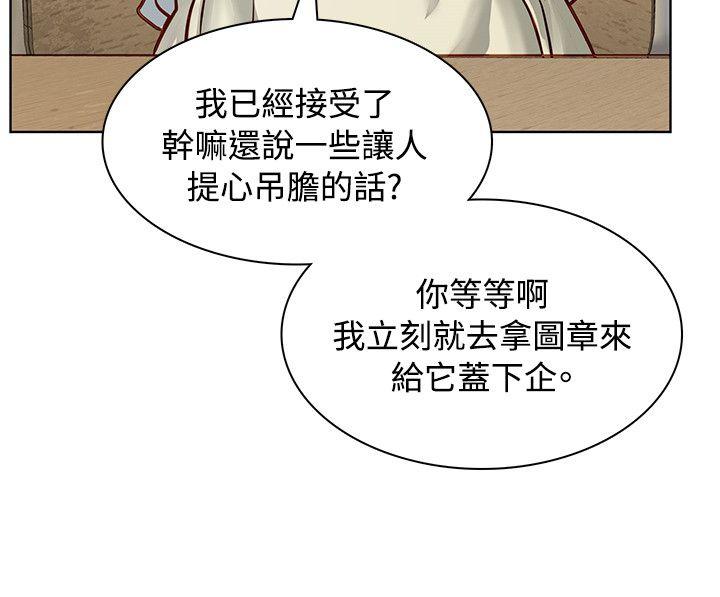 我已經接受了
幹嘛還說一些讓人
提心吊膽的話?
你等等啊
我立刻就去拿圖章來
給它蓋下企。